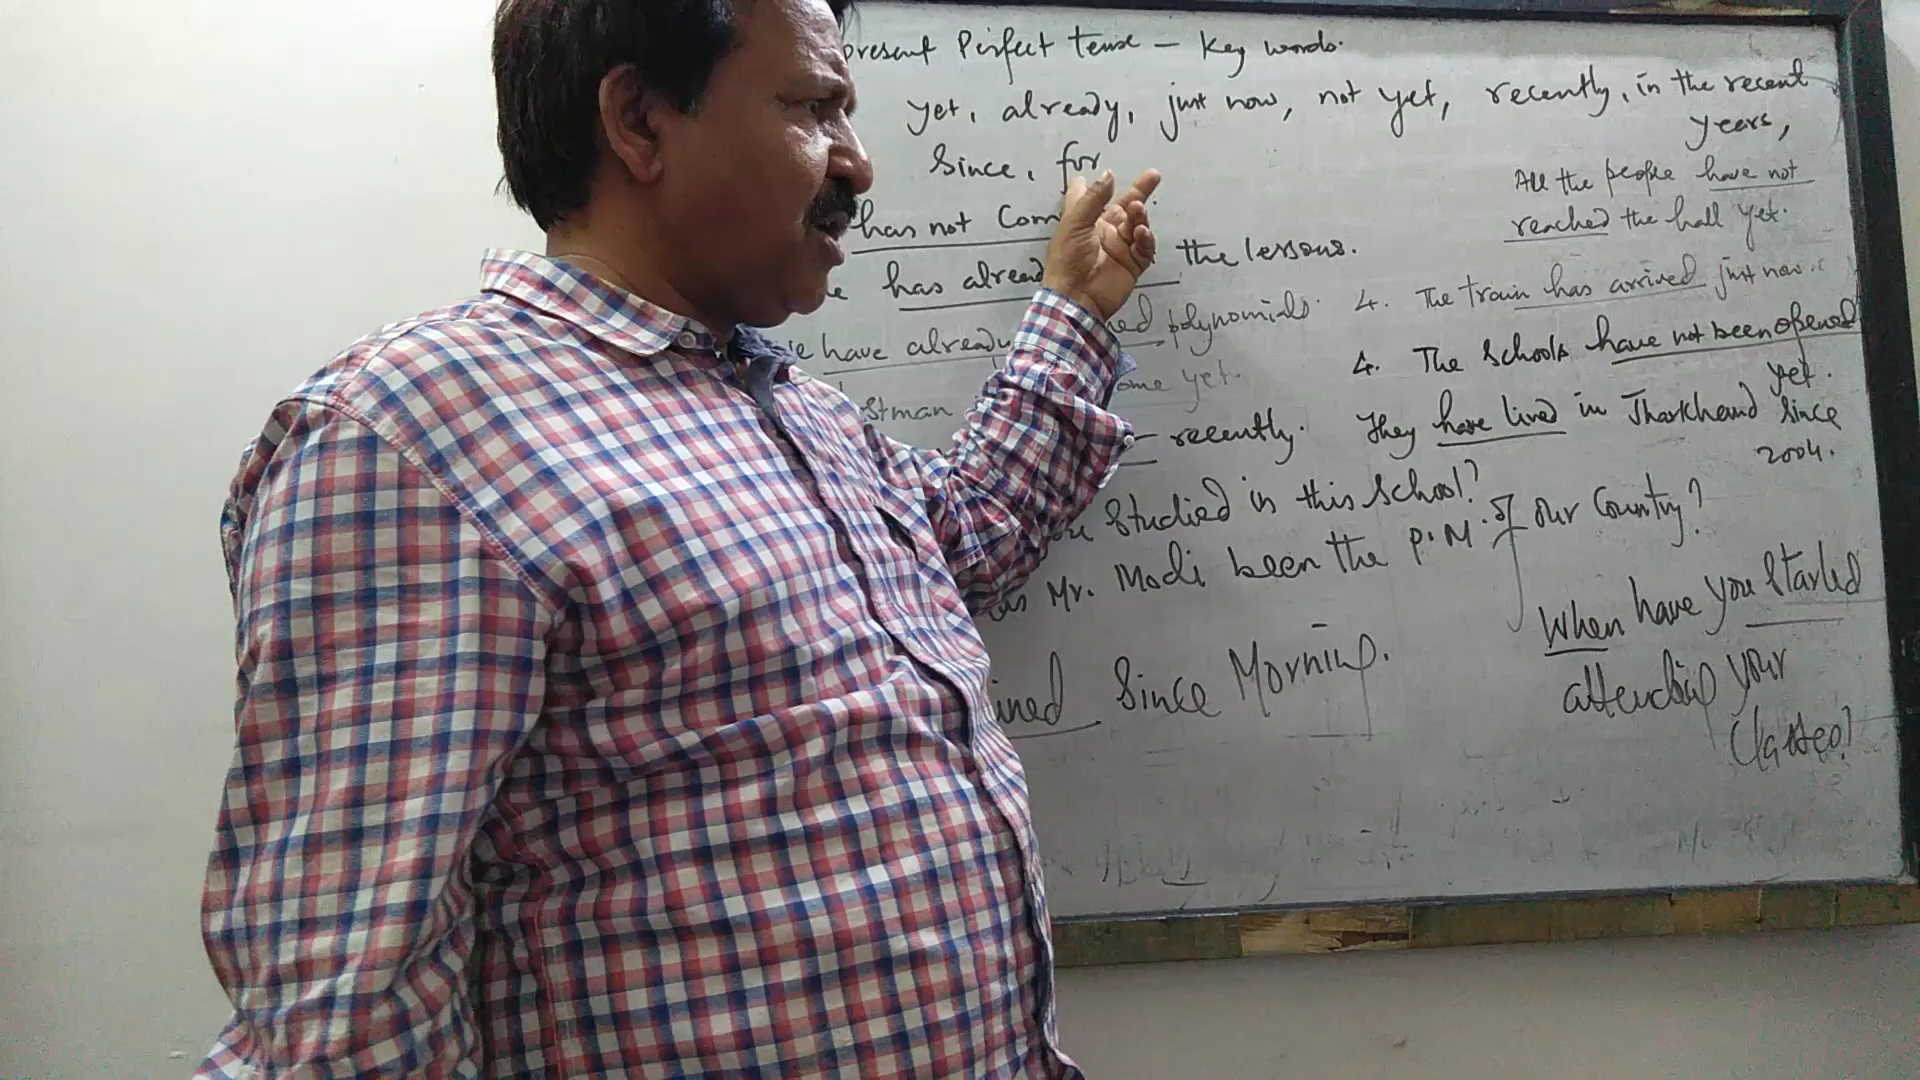 present Perfect tense – Key words.
yet, already, just now, not yet, recently, in the recent
years,
Since, for
All the people have not
reached the hall yet.
has not Com
has already the lessons.
have already ned polynomials.
4. The train has arrived just now.
4. The Schools have not been opened
yet.
stman ome yet.
recently.
They have lived in Jharkhand Since
2004.
Studied in this School?
Mr. Modi been the P.M. of our Country?
When have you started
attending your
Classes?
ined Since Morning.